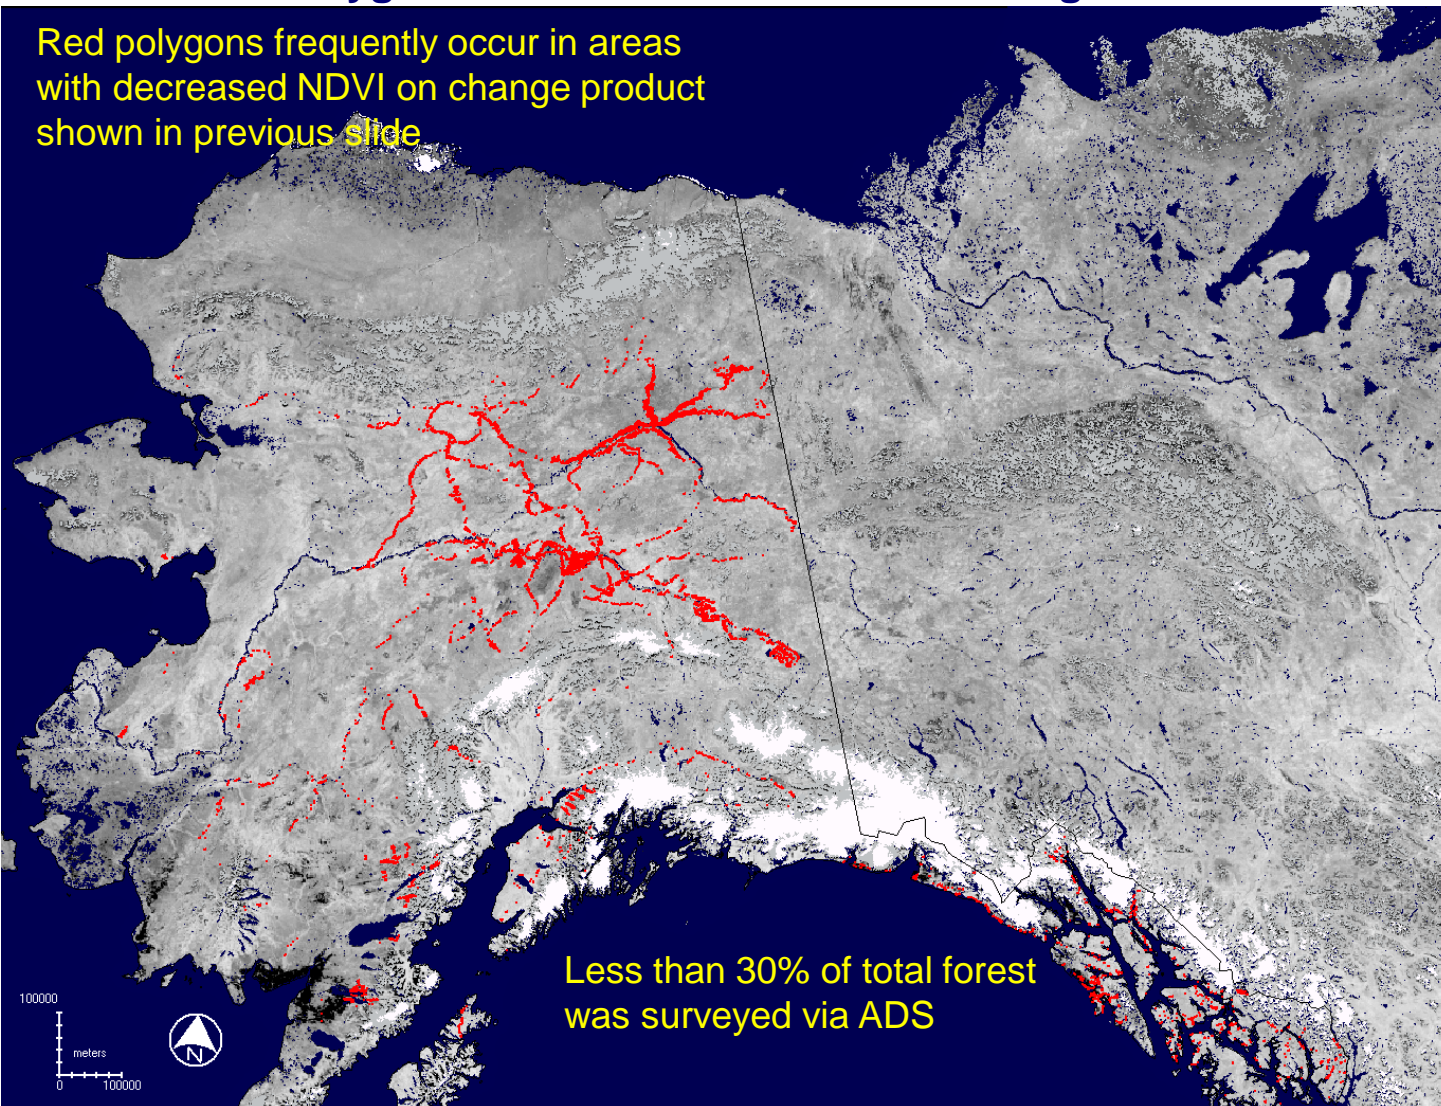 Red polygons frequently occur in areas
with decreased NDVI on change product
shown in previous slide
Less than 30% of total forest
was surveyed via ADS
100000
meters
0 100000
N